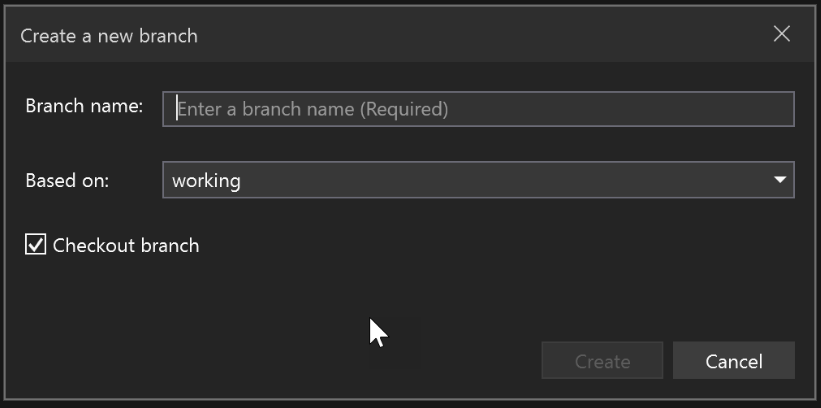 Create a new branch
Branch name: Enter a branch name (Required)
Based on: working
Checkout branch
Create Cancel